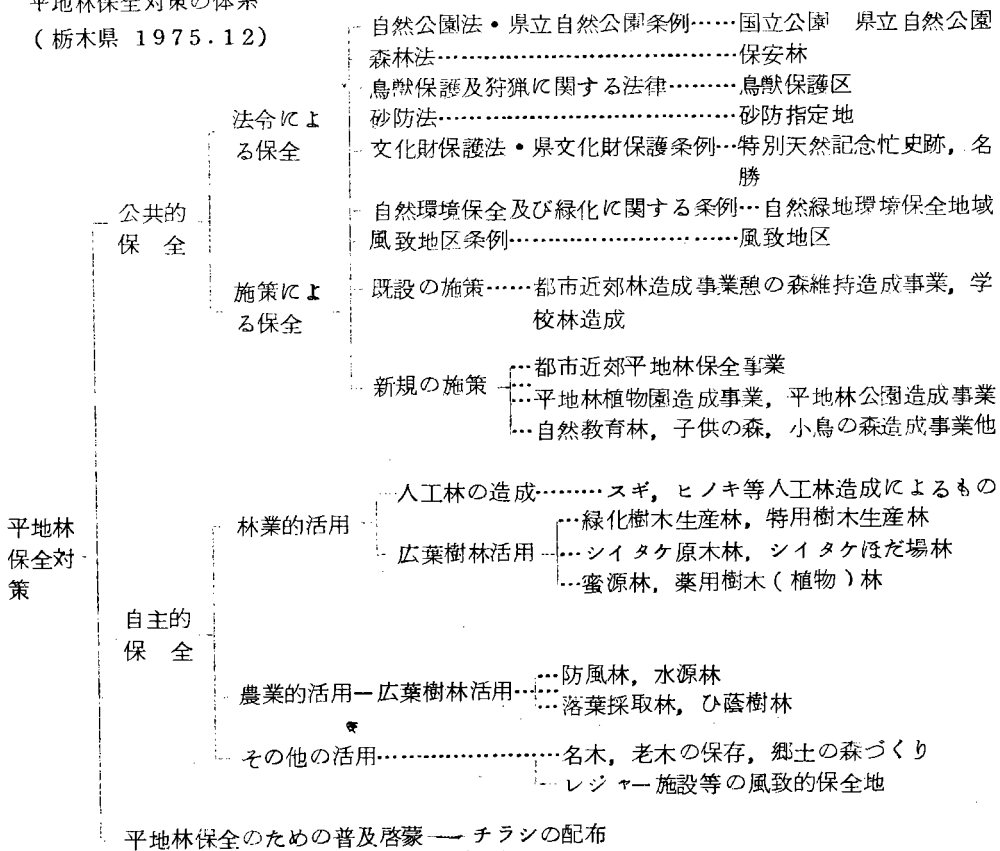 平地林保全対策の体系
(栃木県 1975.12)
自然公園法・県立自然公園条例……国立公園 県立自然公園
森林法………………………………保安林
鳥獣保護及狩猟に関する法律………鳥獣保護区
砂防法………………………………砂防指定地
文化財保護法・県文化財保護条例…特別天然記念忙史跡,名
勝
自然環境保全及び緑化に関する条例…自然緑地環境保全地域
風致地区条例…………………………風致地区
法令によ
る保全
公共的
保 全
施策によ
る保全
既設の施策……都市近郊林造成事業憩の森維持造成事業,学
校林造成
新規の施策
…都市近郊平地林保全事業
…平地林植物園造成事業,平地林公園造成事業
…自然教育林,子供の森,小鳥の森造成事業他
平地林
保全対
策
自主的
保 全
林業的活用
人工林の造成………スギ,ヒノキ等人工林造成によるもの
広葉樹林活用
…緑化樹木生産林,特用樹木生産林
…シイタケ原木林,シイタケほだ場林
…蜜源林,薬用樹木(植物)林
農業的活用―広葉樹林活用
…防風林,水源林
…落葉採取林,ひ蔭樹林
その他の活用………………名木,老木の保存,郷土の森づくり
レジャー施設等の風致的保全地
平地林保全のための普及啓蒙――チラシの配布